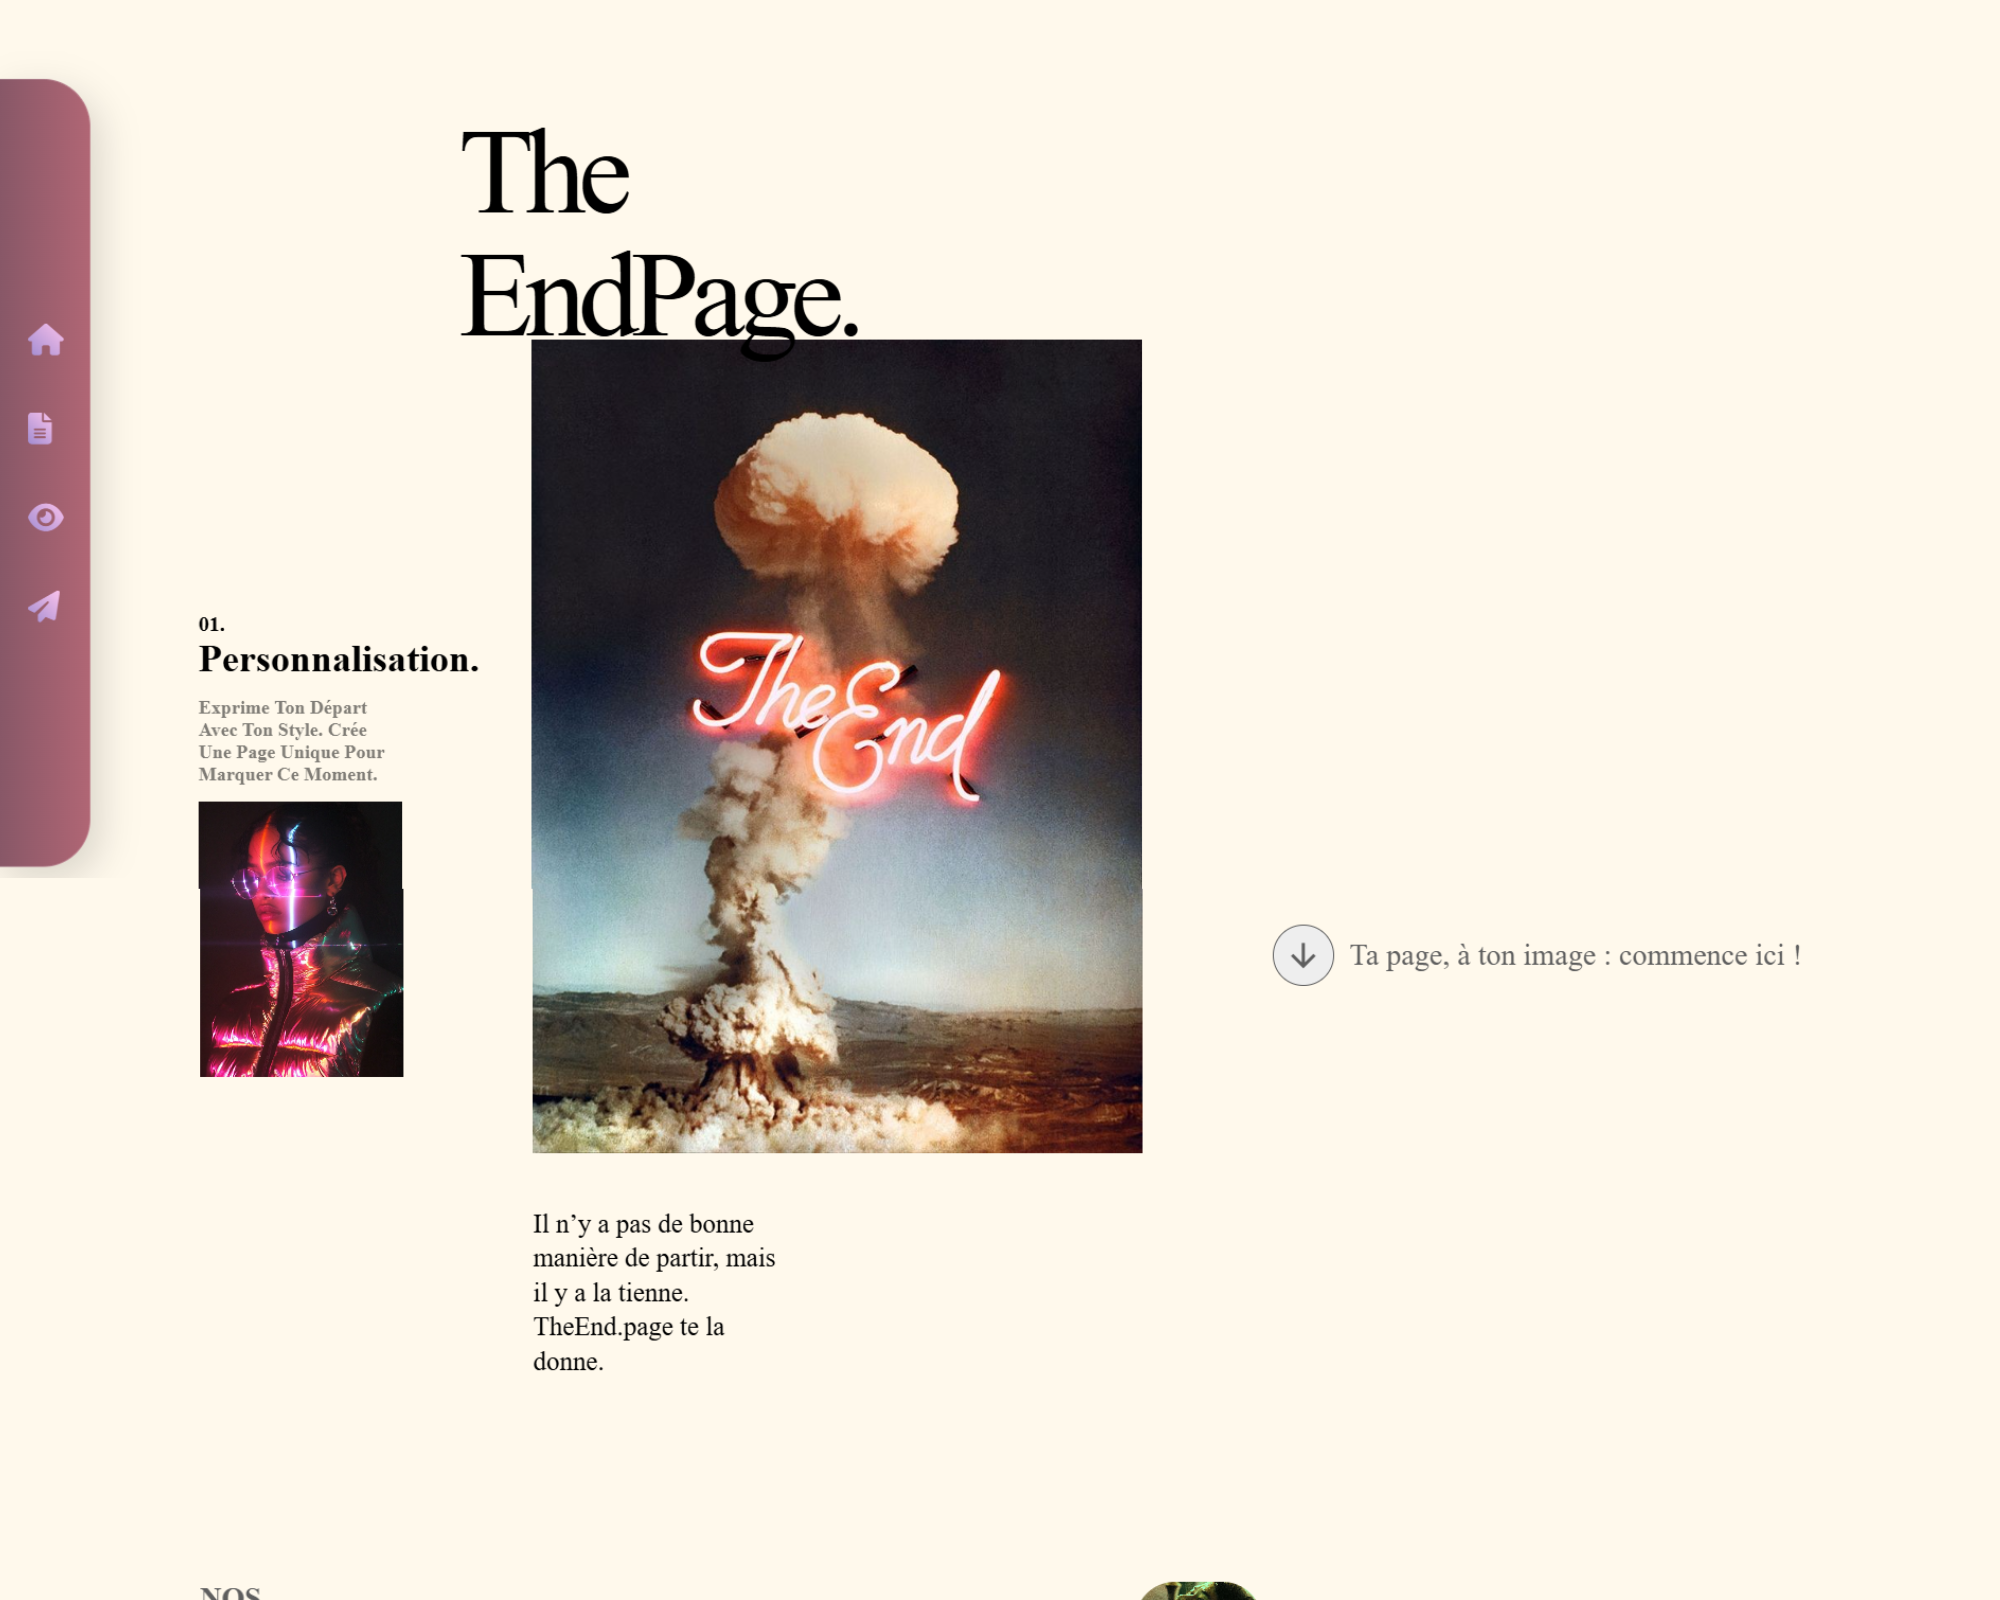 The
EndPage.
The End
01.
Personnalisation.
Exprime Ton Départ
Avec Ton Style. Crée
Une Page Unique Pour
Marquer Ce Moment.
Ta page, à ton image : commence ici !
Il n’y a pas de bonne
manière de partir, mais
il y a la tienne.
TheEnd.page te la
donne.
NOS